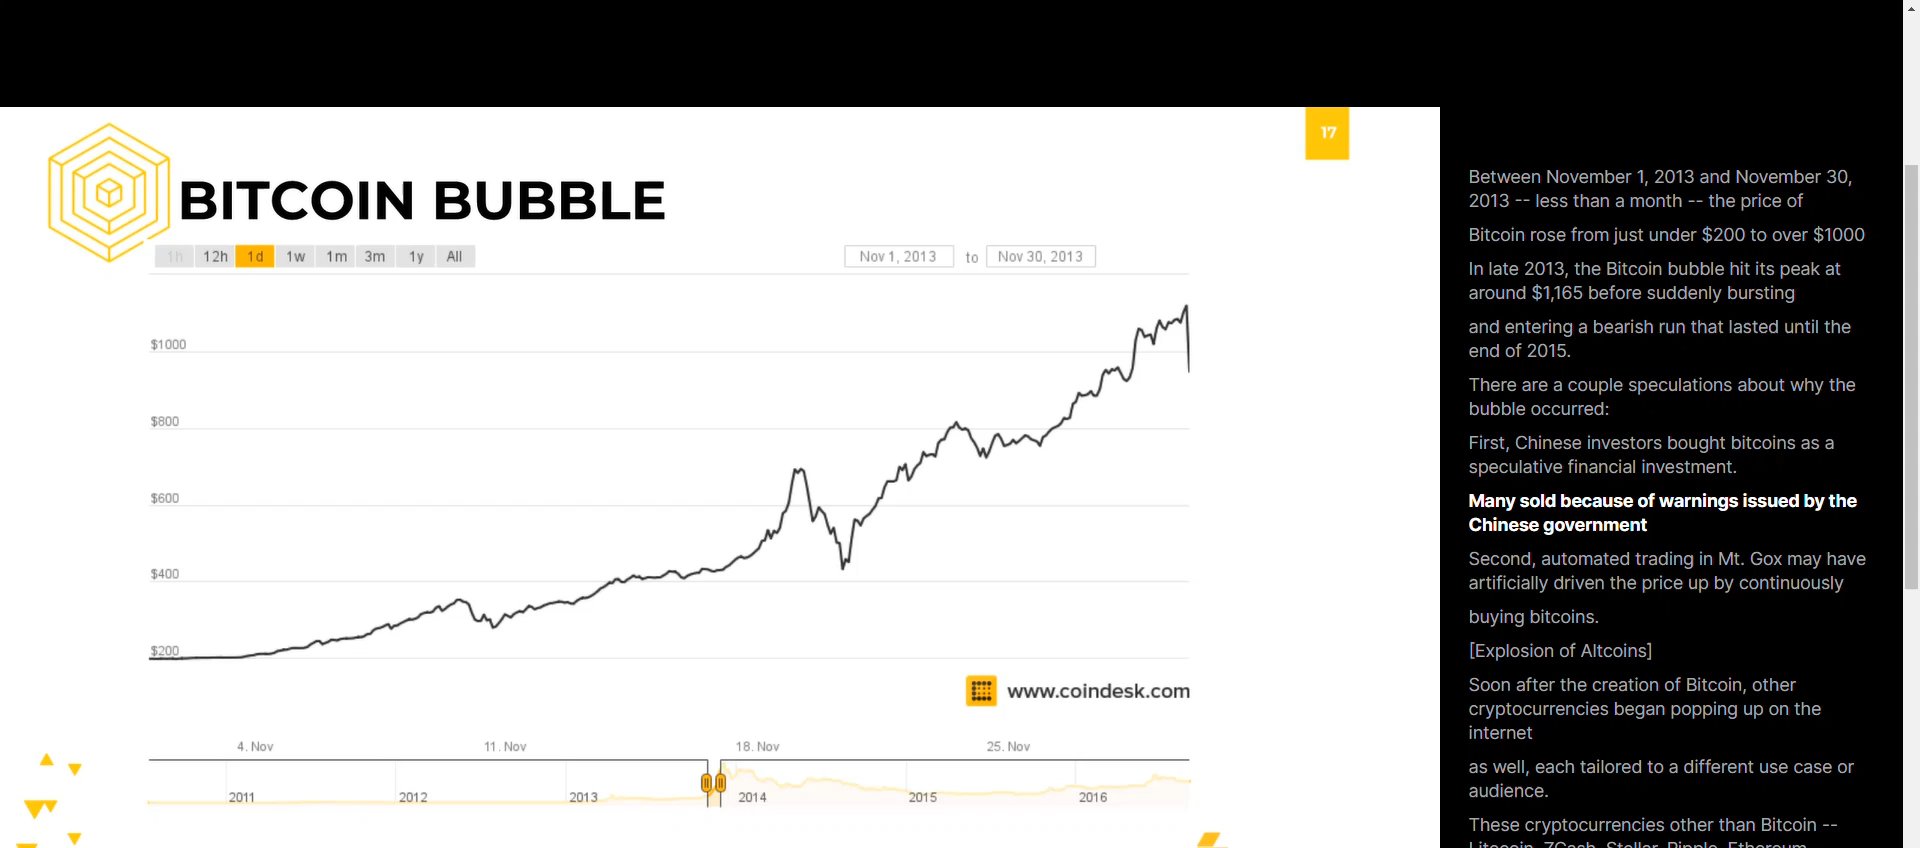 17
BITCOIN BUBBLE
1h 12h 1d 1w 1m 3m 1y All
Nov 1, 2013 to Nov 30, 2013
$1000
$800
$600
$400
$200
www.coindesk.com
4. Nov 11. Nov 18. Nov 25. Nov
2011 2012 2013 2014 2015 2016
Between November 1, 2013 and November 30,
2013 -- less than a month -- the price of
Bitcoin rose from just under $200 to over $1000
In late 2013, the Bitcoin bubble hit its peak at
around $1,165 before suddenly bursting
and entering a bearish run that lasted until the
end of 2015.
There are a couple speculations about why the
bubble occurred:
First, Chinese investors bought bitcoins as a
speculative financial investment.
Many sold because of warnings issued by the
Chinese government
Second, automated trading in Mt. Gox may have
artificially driven the price up by continuously
buying bitcoins.
[Explosion of Altcoins]
Soon after the creation of Bitcoin, other
cryptocurrencies began popping up on the
internet
as well, each tailored to a different use case or
audience.
These cryptocurrencies other than Bitcoin --
Litecoin, ZCash, Stellar, Ripple, Ethereum